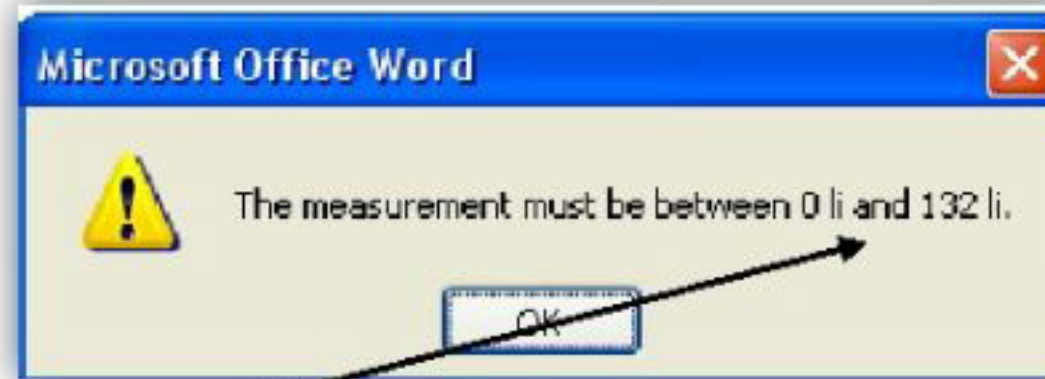 Microsoft Office Word
The measurement must be between 0 li and 132 li.
OK